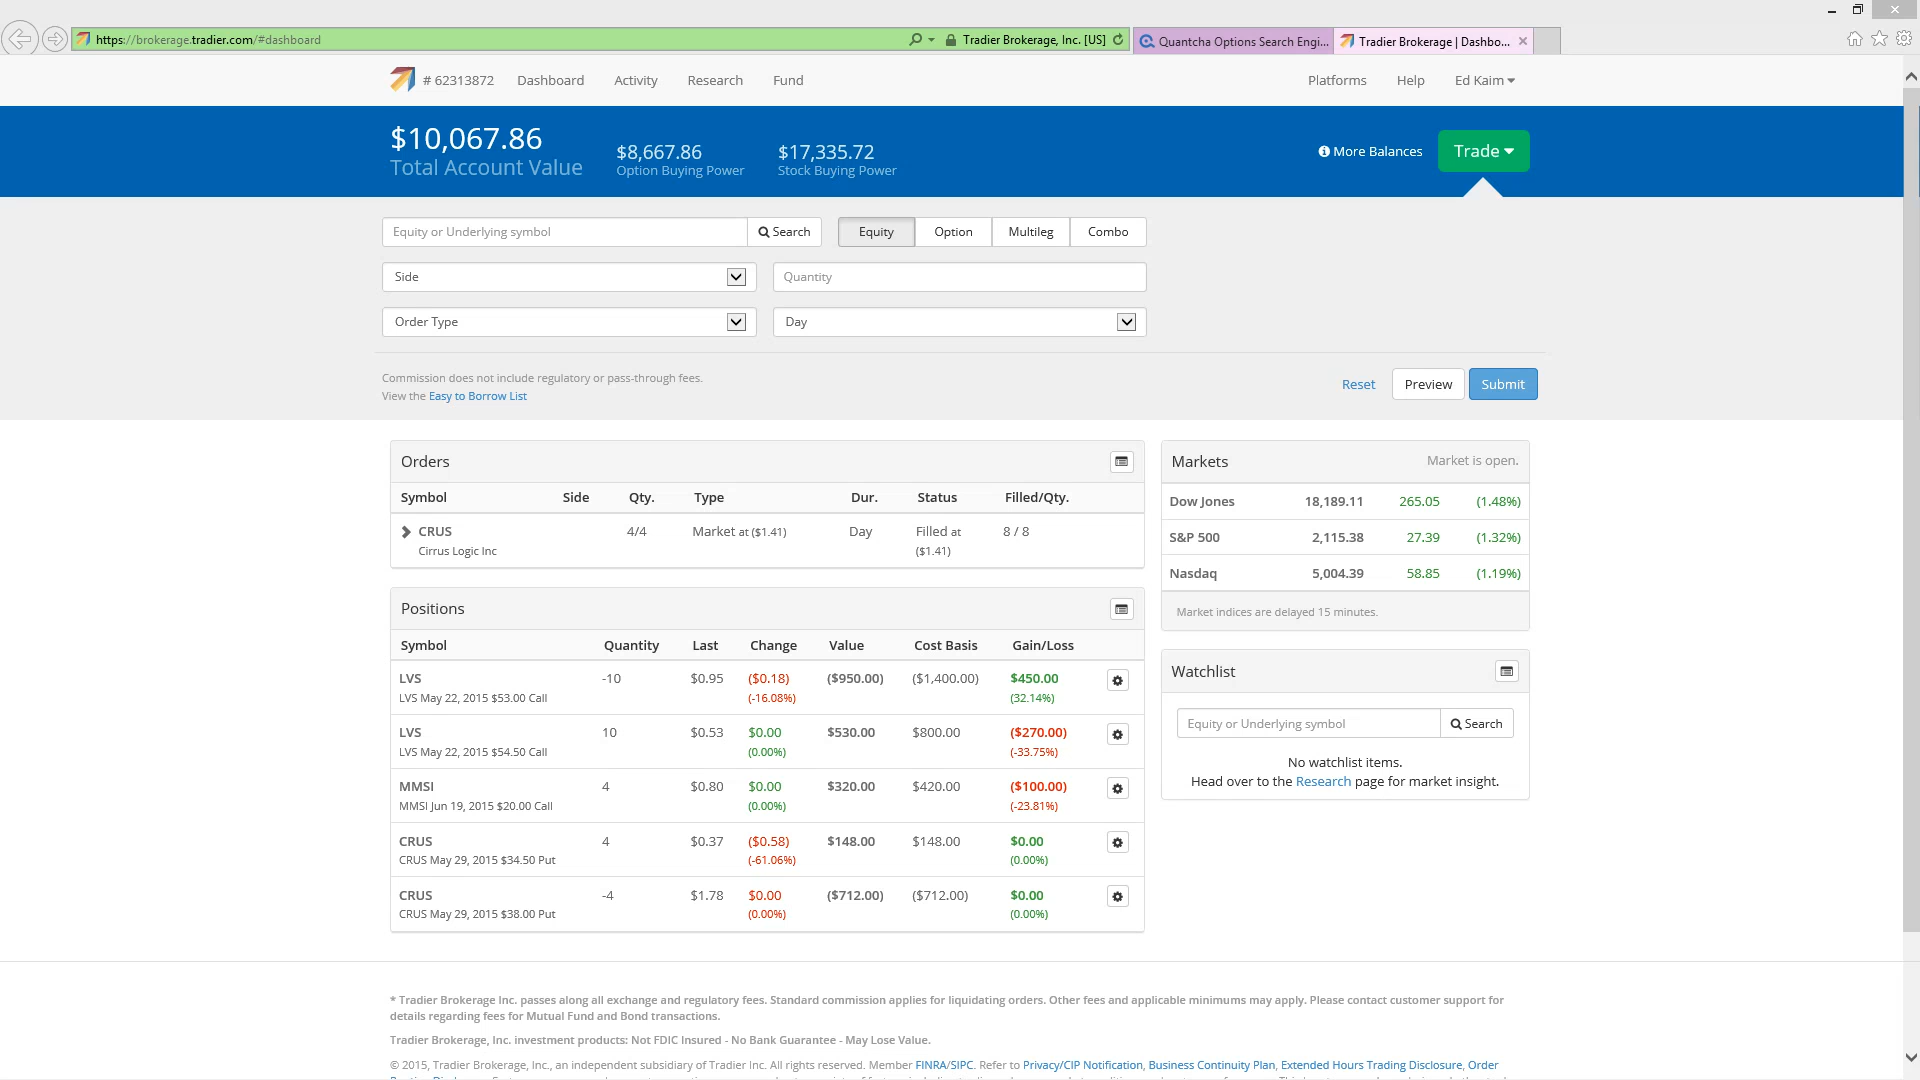 https://brokerage.tradier.com/#dashboard
Tradier Brokerage, Inc. [US]
Quantcha Options Search Engi...
Tradier Brokerage | Dashbo...
# 62313872
Dashboard
Activity
Research
Fund
Platforms
Help
Ed Kaim
$10,067.86
Total Account Value
$8,667.86
Option Buying Power
$17,335.72
Stock Buying Power
More Balances
Trade
Equity or Underlying symbol
Search
Equity
Option
Multileg
Combo
Side
Quantity
Order Type
Day
Commission does not include regulatory or pass-through fees.
View the Easy to Borrow List
Reset
Preview
Submit
Orders
Symbol Side Qty. Type Dur. Status Filled/Qty.
CRUS 4/4 Market at ($1.41) Day Filled at 8 / 8
Cirrus Logic Inc ($1.41)
Positions
Symbol Quantity Last Change Value Cost Basis Gain/Loss
LVS -10 $0.95 ($0.18) ($950.00) ($1,400.00) $450.00
LVS May 22, 2015 $53.00 Call (-16.08%) (32.14%)
LVS 10 $0.53 $0.00 $530.00 $800.00 ($270.00)
LVS May 22, 2015 $54.50 Call (0.00%) (-33.75%)
MMSI 4 $0.80 $0.00 $320.00 $420.00 ($100.00)
MMSI Jun 19, 2015 $20.00 Call (0.00%) (-23.81%)
CRUS 4 $0.37 ($0.58) $148.00 $148.00 $0.00
CRUS May 29, 2015 $34.50 Put (-61.06%) (0.00%)
CRUS -4 $1.78 $0.00 ($712.00) ($712.00) $0.00
CRUS May 29, 2015 $38.00 Put (0.00%) (0.00%)
Markets Market is open.
Dow Jones 18,189.11 265.05 (1.48%)
S&P 500 2,115.38 27.39 (1.32%)
Nasdaq 5,004.39 58.85 (1.19%)
Market indices are delayed 15 minutes.
Watchlist
Equity or Underlying symbol
Search
No watchlist items.
Head over to the Research page for market insight.
* Tradier Brokerage Inc. passes along all exchange and regulatory fees. Standard commission applies for liquidating orders. Other fees and applicable minimums may apply. Please contact customer support for
details regarding fees for Mutual Fund and Bond transactions.
Tradier Brokerage, Inc. investment products: Not FDIC Insured - No Bank Guarantee - May Lose Value.
© 2015, Tradier Brokerage, Inc., an independent subsidiary of Tradier Inc. All rights reserved. Member FINRA/SIPC. Refer to Privacy/CIP Notification, Business Continuity Plan, Extended Hours Trading Disclosure, Order